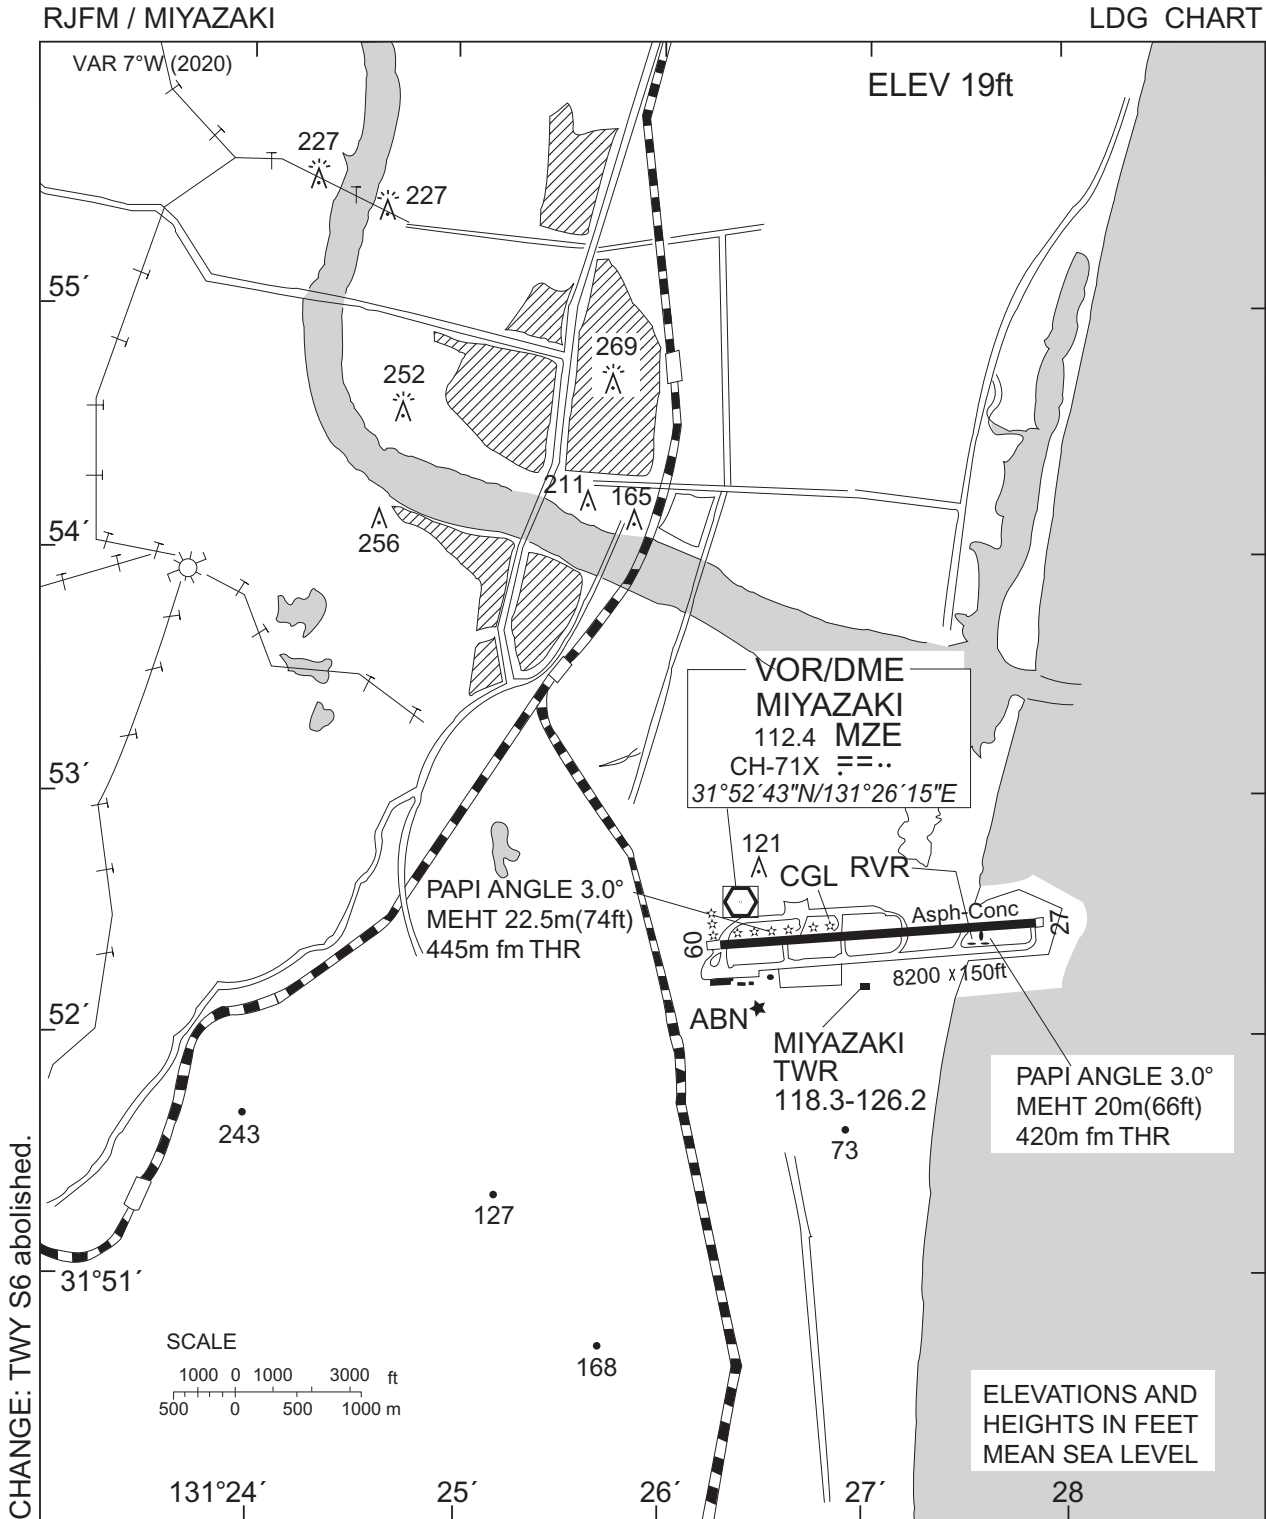 RJFM / MIYAZAKI
LDG CHART
VAR 7°W (2020)
ELEV 19ft
227
227
55´
269
252
211
165
54´
256
VOR/DME
MIYAZAKI
112.4 MZE
CH-71X
31°52´43"N/131°26´15"E
53´
121
CGL
RVR
PAPI ANGLE 3.0°
MEHT 22.5m(74ft)
445m fm THR
Asph-Conc
09
27
8200 x 150ft
52´
ABN
MIYAZAKI
TWR
118.3-126.2
PAPI ANGLE 3.0°
MEHT 20m(66ft)
420m fm THR
243
73
127
31°51´
SCALE
1000 0 1000 3000 ft
500 0 500 1000 m
168
ELEVATIONS AND
HEIGHTS IN FEET
MEAN SEA LEVEL
131°24´
25´
26´
27´
28
CHANGE: TWY S6 abolished.